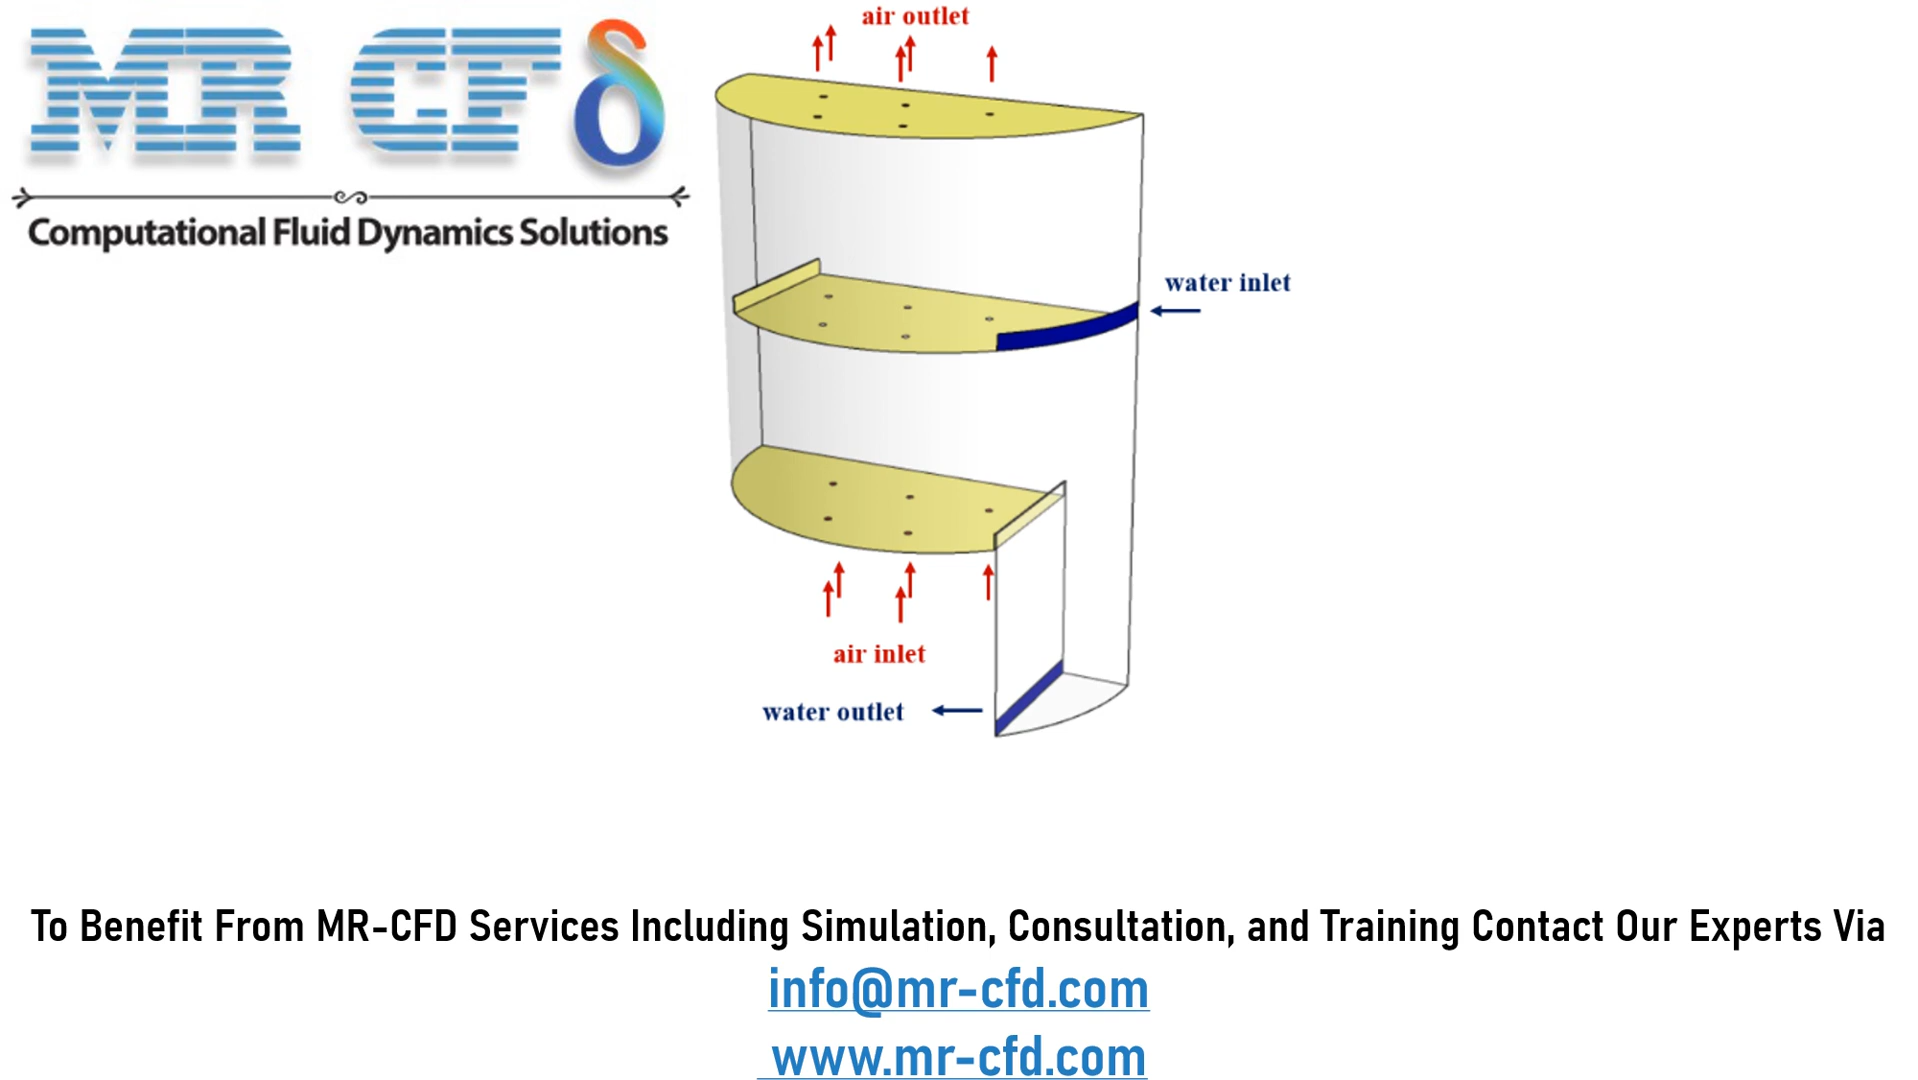 MR CFδ
Computational Fluid Dynamics Solutions
air outlet
water inlet
air inlet
water outlet
To Benefit From MR-CFD Services Including Simulation, Consultation, and Training Contact Our Experts Via
info@mr-cfd.com
www.mr-cfd.com